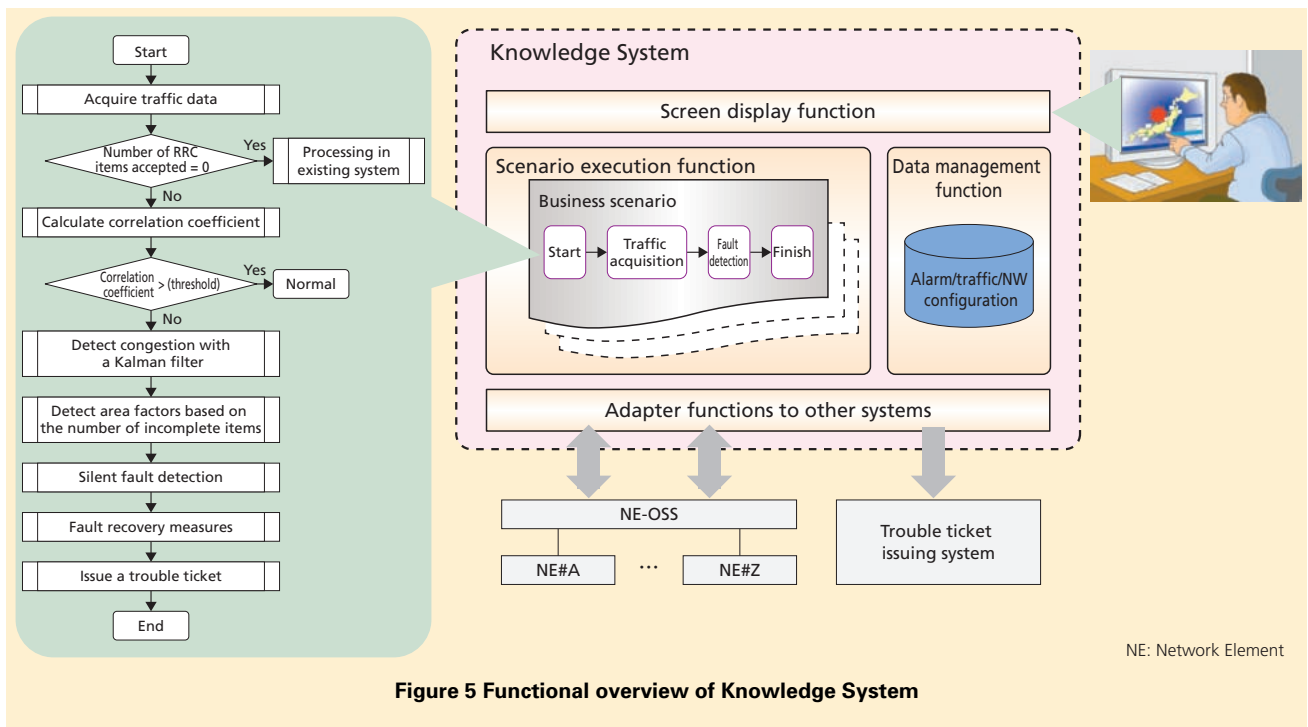 Start
Acquire traffic data
Number of RRC
items accepted = 0
Yes
Processing in
existing system
No
Calculate correlation coefficient
Correlation
coefficient > (threshold)
Yes
Normal
No
Detect congestion with
a Kalman filter
Detect area factors based on
the number of incomplete items
Silent fault detection
Fault recovery measures
Issue a trouble ticket
End
Knowledge System
Screen display function
Scenario execution function
Business scenario
Start
Traffic
acquisition
Fault
detection
Finish
Data management
function
Alarm/traffic/NW
configuration
Adapter functions to other systems
NE-OSS
NE#A
...
NE#Z
Trouble ticket
issuing system
NE: Network Element
Figure 5 Functional overview of Knowledge System